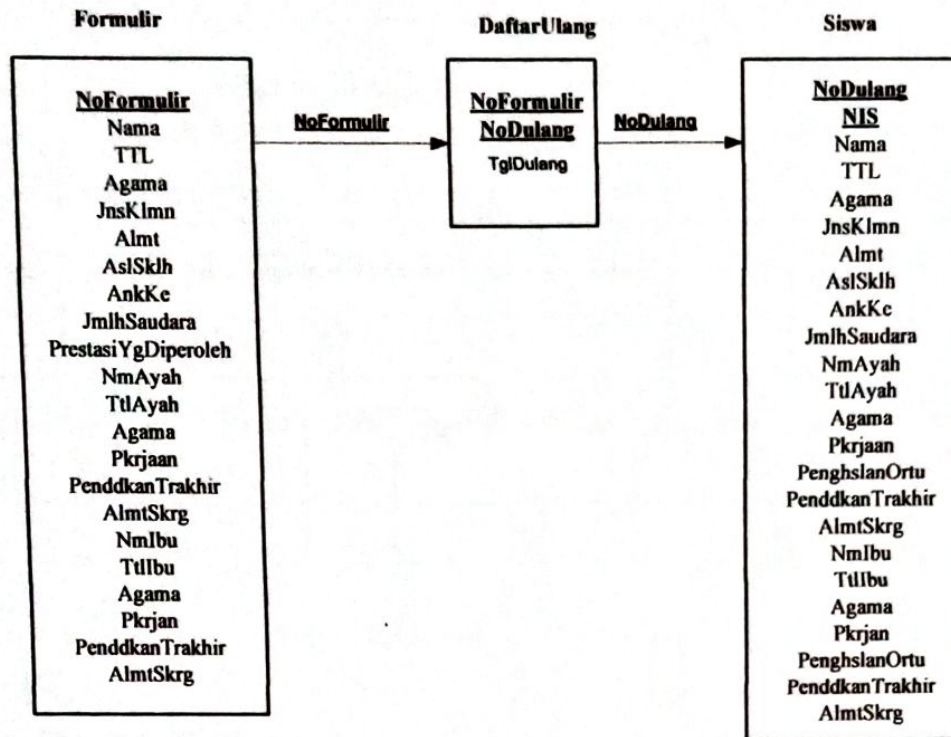 Formulir
NoFormulir
Nama
TTL
Agama
JnsKlmn
Almt
AslSklh
AnkKe
JmlhSaudara
PrestasiYgDiperoleh
NmAyah
TtlAyah
Agama
Pkrjaan
PenddkanTrakhir
AlmtSkrg
NmIbu
TtlIbu
Agama
Pkrjan
PenddkanTrakhir
AlmtSkrg
NoFormulir
DaftarUlang
NoFormulir
NoDulang
TglDulang
NoDulang
Siswa
NoDulang
NIS
Nama
TTL
Agama
JnsKlmn
Almt
AslSklh
AnkKe
JmlhSaudara
NmAyah
TtlAyah
Agama
Pkrjaan
PenghslanOrtu
PenddkanTrakhir
AlmtSkrg
NmIbu
TtlIbu
Agama
Pkrjan
PenghslanOrtu
PenddkanTrakhir
AlmtSkrg